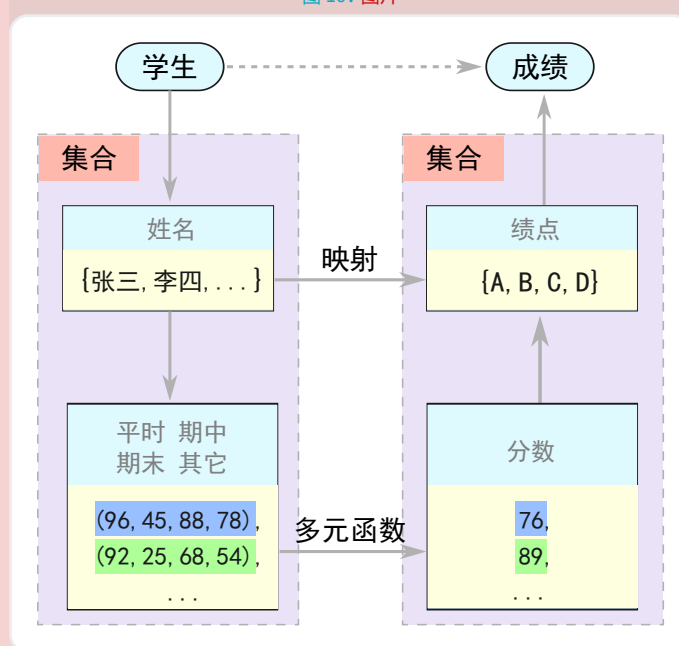 学生
成绩
集合
集合
姓名
{张三,李四,...}
映射
绩点
{A,B,C,D}
平时 期中
期末 其它
(96,45,88,78),
(92,25,68,54),
...
多元函数
分数
76,
89,
...